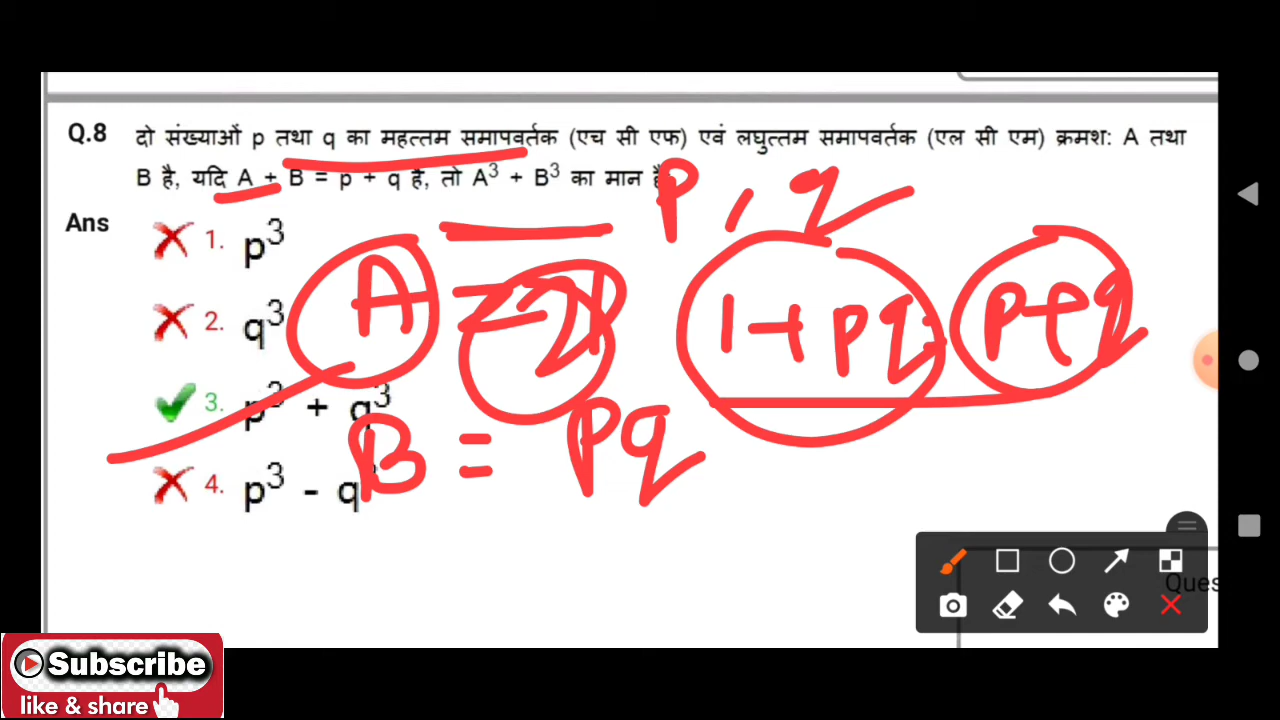 Q.8 दो संख्याओं p तथा q का महत्तम समापवर्तक (एच सी एफ) एवं लघुत्तम समापवर्तक (एल सी एम) क्रमश: A तथा
B है, यदि A + B = p + q है, तो A³ + B³ का मान है
p, q
Ans
1. p³
2. q³
3. p³ + q³
4. p³ - q
A =
1+pq p+q
B = pq
Ques
Subscribe
like & share